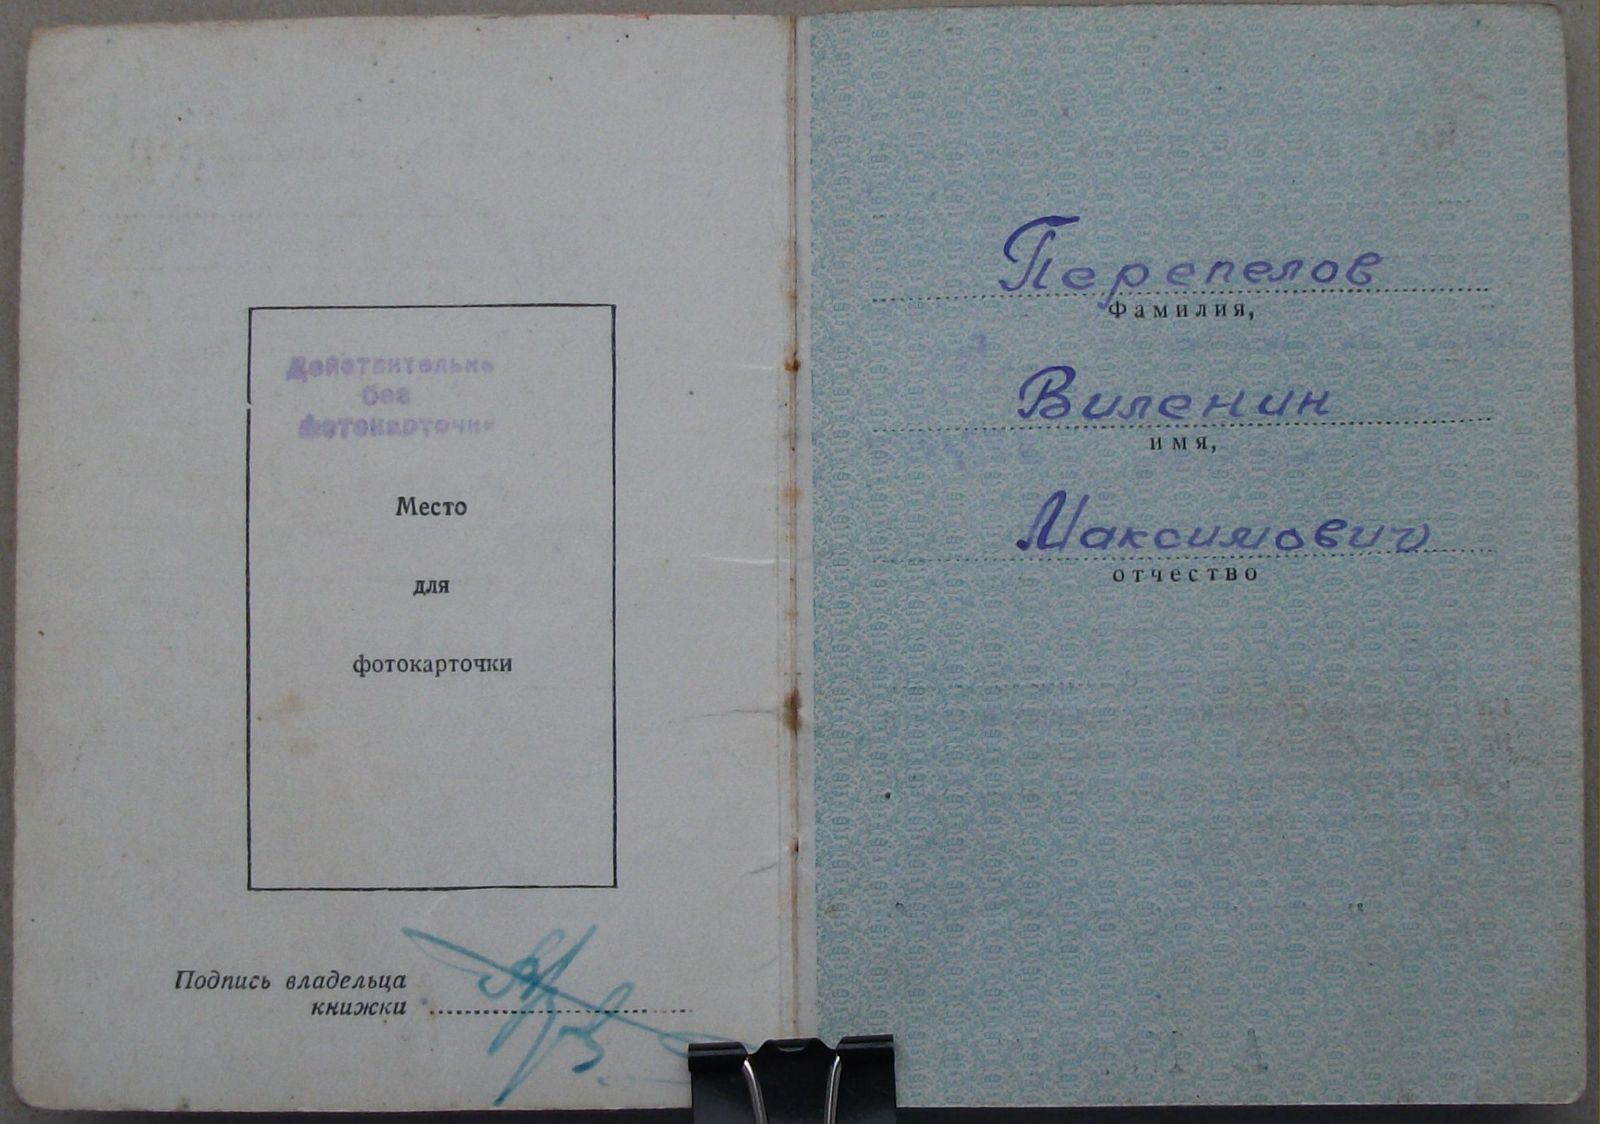 Действительно
без
фотокарточки
Место
для
фотокарточки
Подпись владельца
книжки
Перепелов
Фамилия,
Виленин
имя,
Максимович
отчество